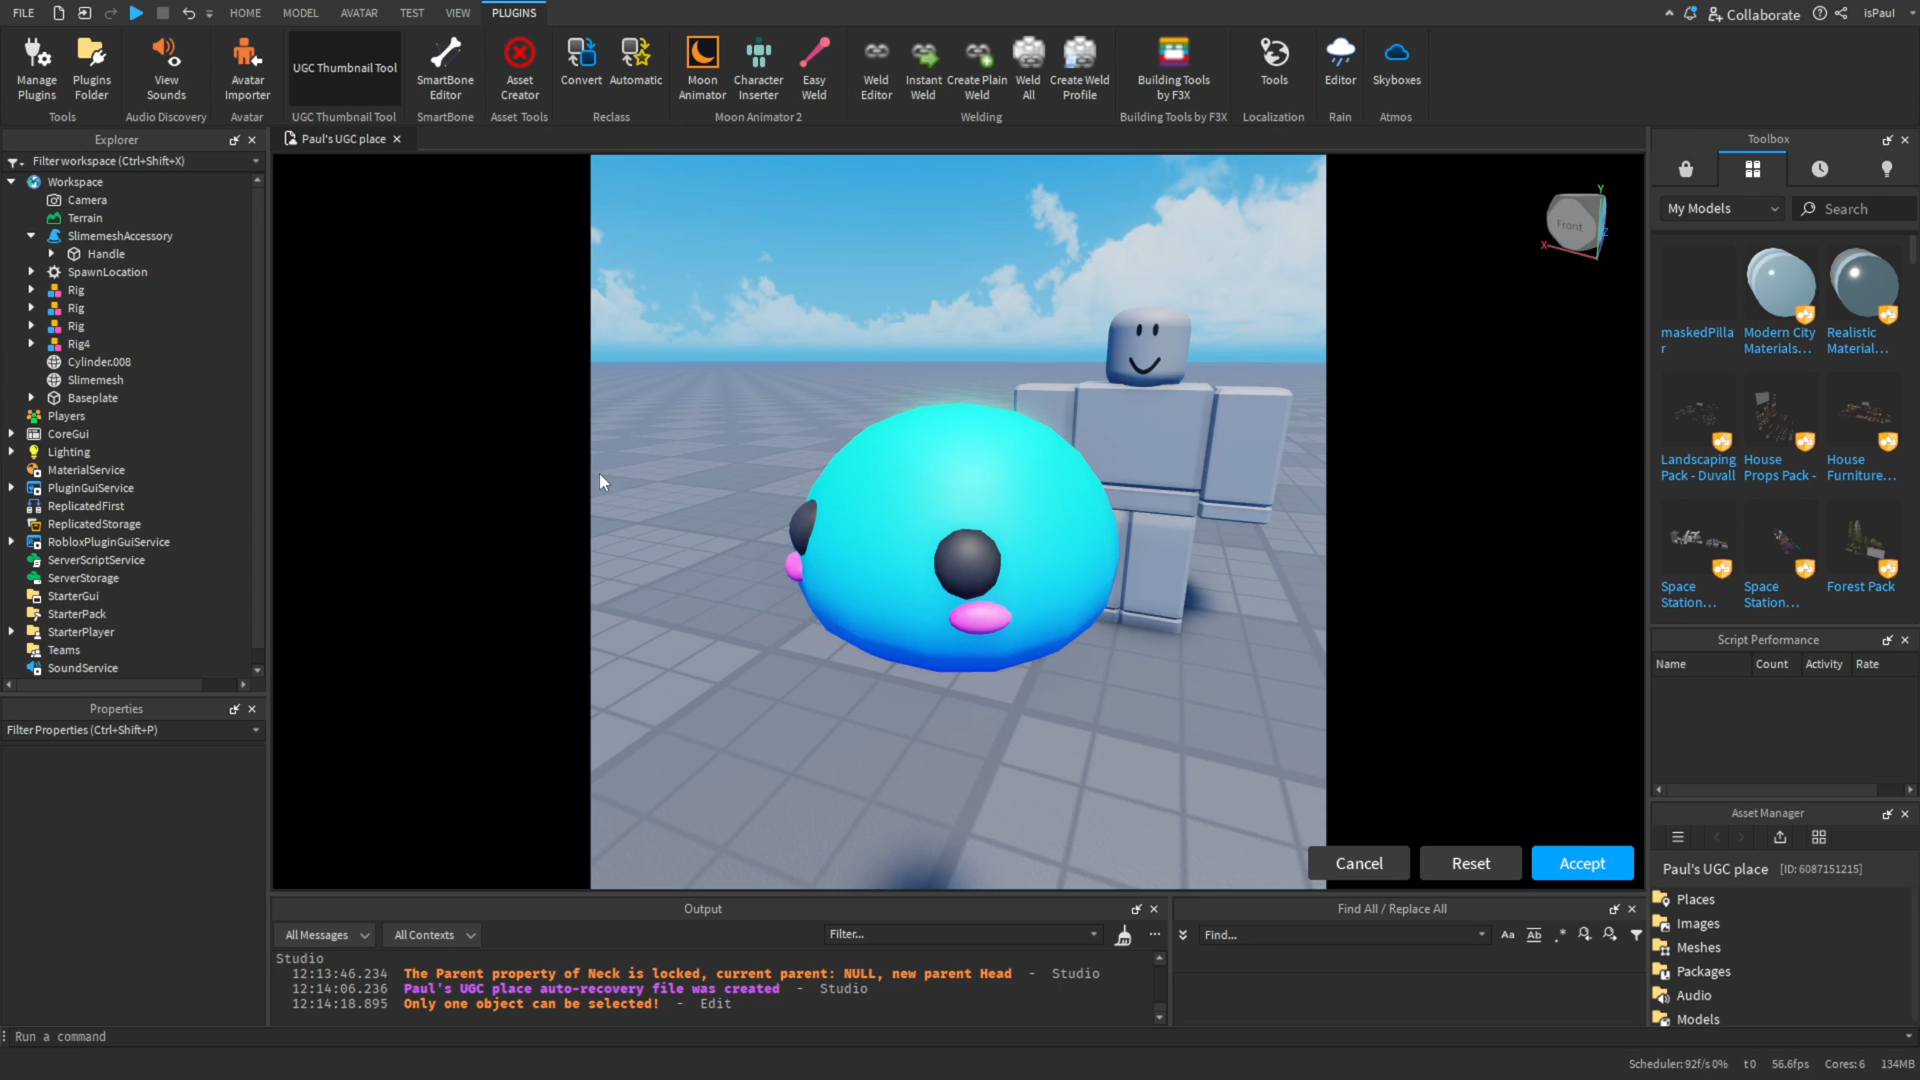 FILE
HOME
MODEL
AVATAR
TEST
VIEW
PLUGINS
Collaborate
isPaul
Manage
Plugins
Plugins
Folder
Tools
View
Sounds
Audio Discovery
Avatar
Importer
Avatar
UGC Thumbnail Tool
UGC Thumbnail Tool
SmartBone
Editor
SmartBone
Asset
Creator
Asset Tools
Convert
Automatic
Reclass
Moon
Animator
Character
Inserter
Easy
Weld
Moon Animator 2
Weld
Editor
Instant
Weld
Create Plain
Weld
Weld
All
Create Weld
Profile
Welding
Building Tools
by F3X
Building Tools by F3X
Tools
Localization
Editor
Rain
Skyboxes
Atmos
Explorer
Filter workspace (Ctrl+Shift+X)
Workspace
Camera
Terrain
SlimemeshAccessory
Handle
SpawnLocation
Rig
Rig
Rig
Rig4
Cylinder.008
Slimemesh
Baseplate
Players
CoreGui
Lighting
MaterialService
PluginGuiService
ReplicatedFirst
ReplicatedStorage
RobloxPluginGuiService
ServerScriptService
ServerStorage
StarterGui
StarterPack
StarterPlayer
Teams
SoundService
Properties
Filter Properties (Ctrl+Shift+P)
Paul's UGC place
Front
Y
X
Z
Cancel
Reset
Accept
Output
All Messages
All Contexts
Filter...
Studio
12:13:46.234 The Parent property of Neck is locked, current parent: NULL, new parent Head - Studio
12:14:06.236 Paul's UGC place auto-recovery file was created - Studio
12:14:18.895 Only one object can be selected! - Edit
Find All / Replace All
Find...
Aa
Ab
.*
Toolbox
My Models
Search
maskedPilla
r
Modern City
Materials...
Realistic
Material...
Landscaping
Pack - Duvall
House
Props Pack -
House
Furniture...
Space
Station...
Space
Station...
Forest Pack
Script Performance
Name
Count
Activity
Rate
Asset Manager
Paul's UGC place [ID: 6087151215]
Places
Images
Meshes
Packages
Audio
Models
Run a command
Scheduler: 92f/s 0%
t 0
56.6fps
Cores: 6
134MB